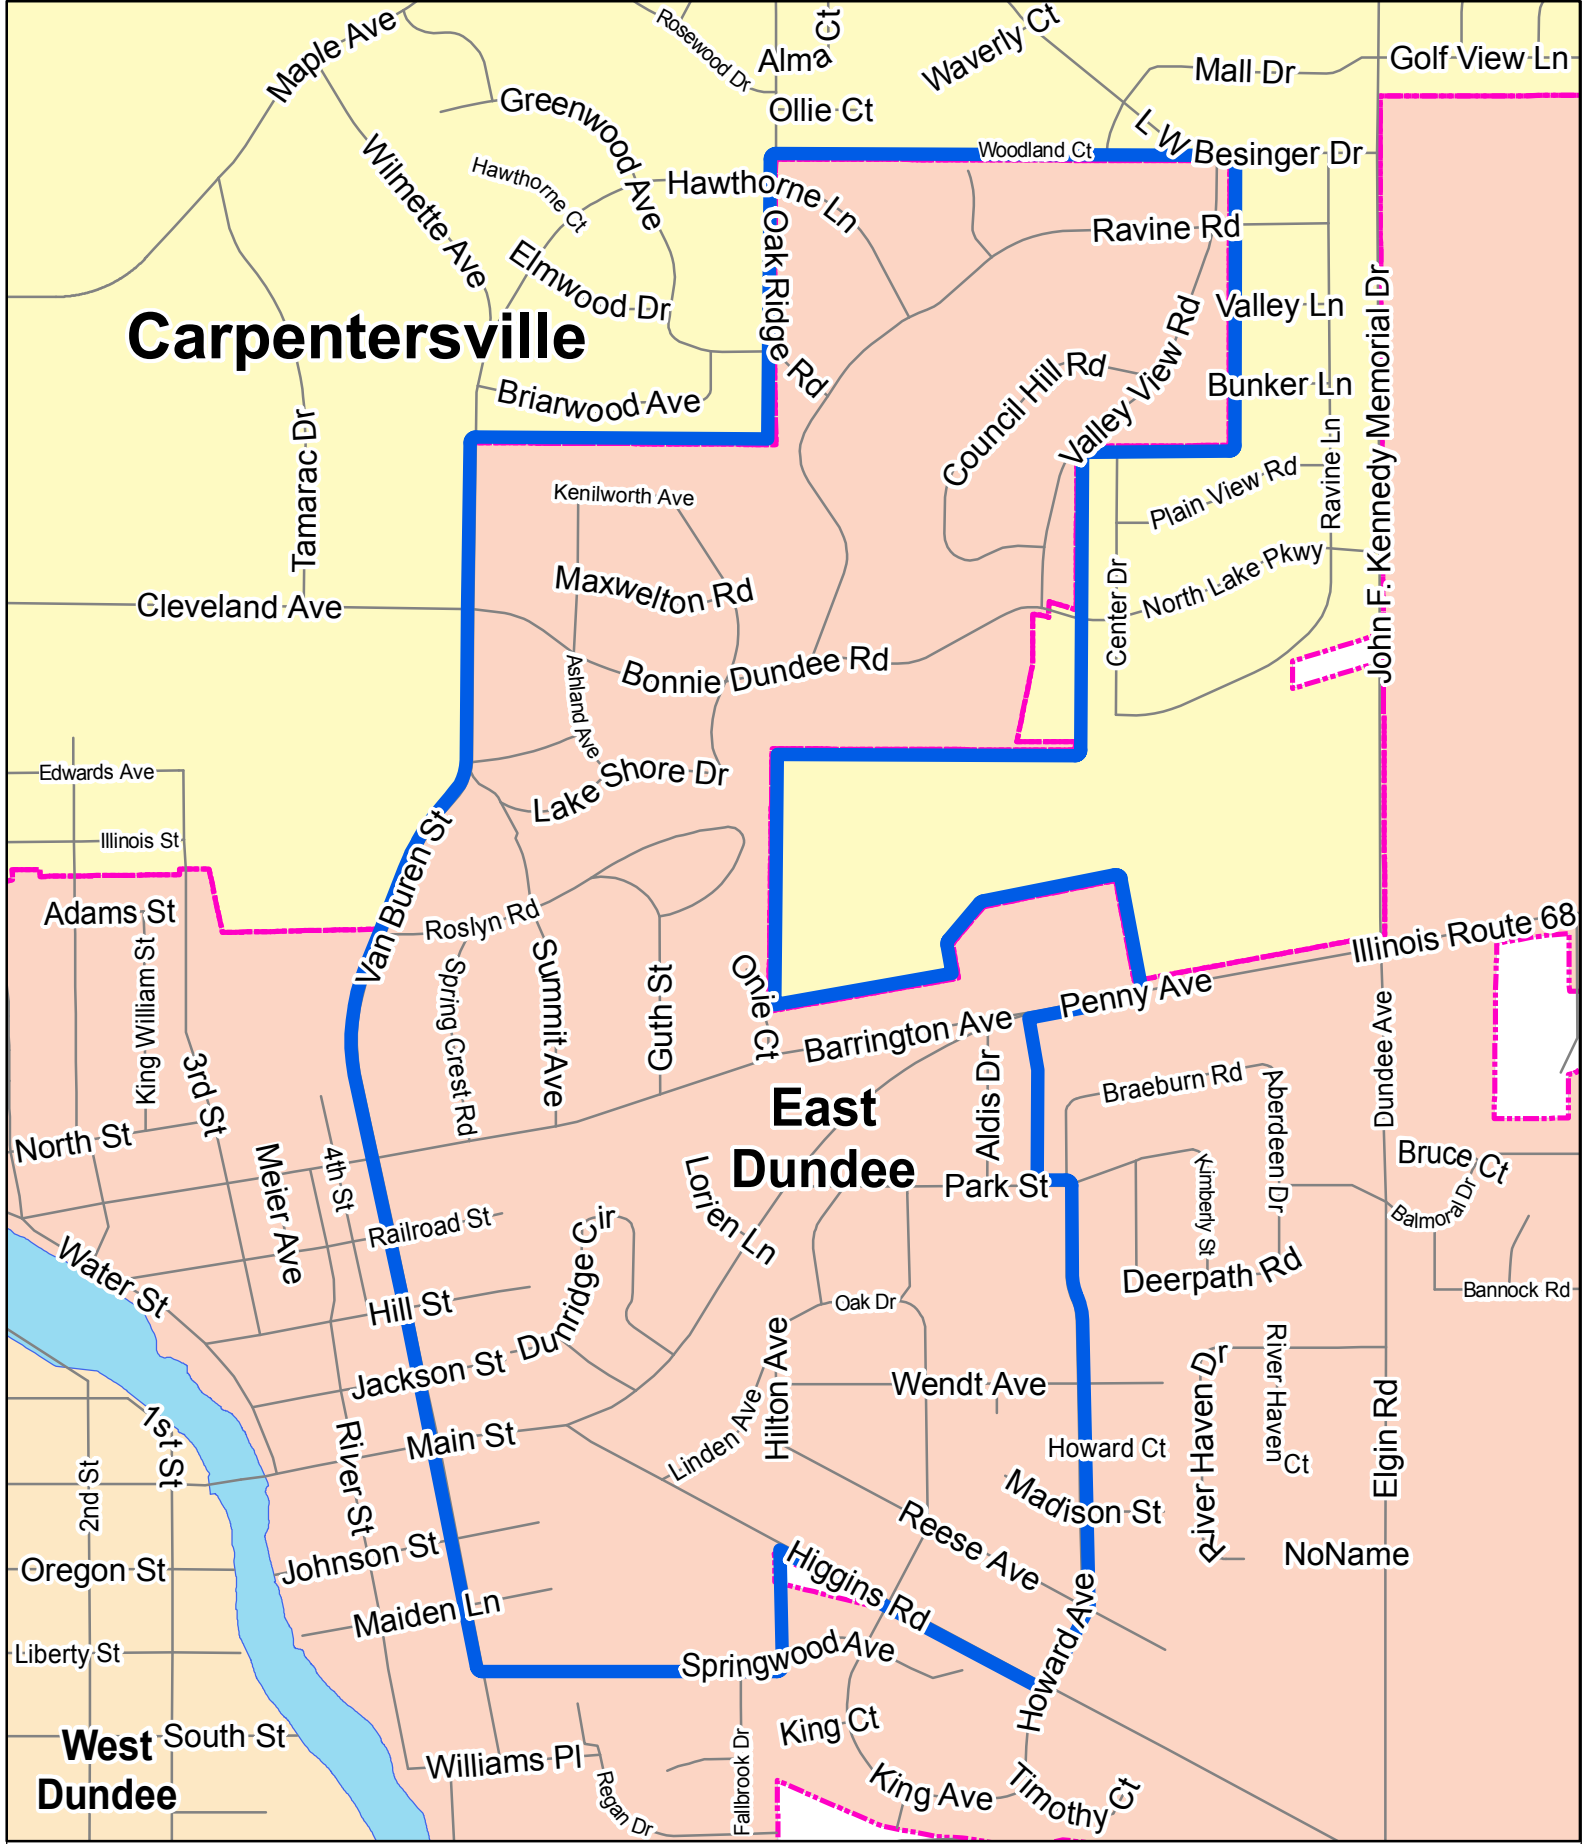 Maple Ave
Rosewood Dr
Alma Ct
Waverly Ct
Mall Dr
Golf View Ln
Ollie Ct
Greenwood Ave
L W Besinger Dr
Woodland Ct
Wilmette Ave
Hawthorne Ct
Hawthorne Ln
Oak Ridge Rd
Ravine Rd
Elmwood Dr
Valley Ln
Carpentersville
Briarwood Ave
Council Hill Rd
Valley View Rd
Bunker Ln
John F. Kennedy Memorial Dr
Tamarac Dr
Kenilworth Ave
Plain View Rd
Ravine Ln
Maxwelton Rd
Cleveland Ave
Center Dr
North Lake Pkwy
Bonnie Dundee Rd
Ashland Ave
Edwards Ave
Lake Shore Dr
Illinois St
Van Buren St
Adams St
King William St
Roslyn Rd
Spring Crest Rd
Summit Ave
Guth St
Onie Ct
Illinois Route 68
Penny Ave
Barrington Ave
3rd St
Aldis Dr
Braeburn Rd
Aberdeen Dr
Dundee Ave
East
Dundee
North St
Meier Ave
4th St
Lorien Ln
Park St
Kimberly St
Bruce Ct
Balmoral Dr
Railroad St
Water St
Dunridge Cir
Deerpath Rd
Bannock Rd
Hill St
Oak Dr
Jackson St
Hilton Ave
Wendt Ave
River Haven Dr
River Haven Ct
Elgin Rd
1st St
2nd St
River St
Main St
Linden Ave
Howard Ct
Madison St
Reese Ave
NoName
Johnson St
Oregon St
Higgins Rd
Howard Ave
Maiden Ln
Liberty St
Springwood Ave
West
Dundee
South St
Williams Pl
Regan Dr
Fallbrook Dr
King Ct
King Ave
Timothy Ct